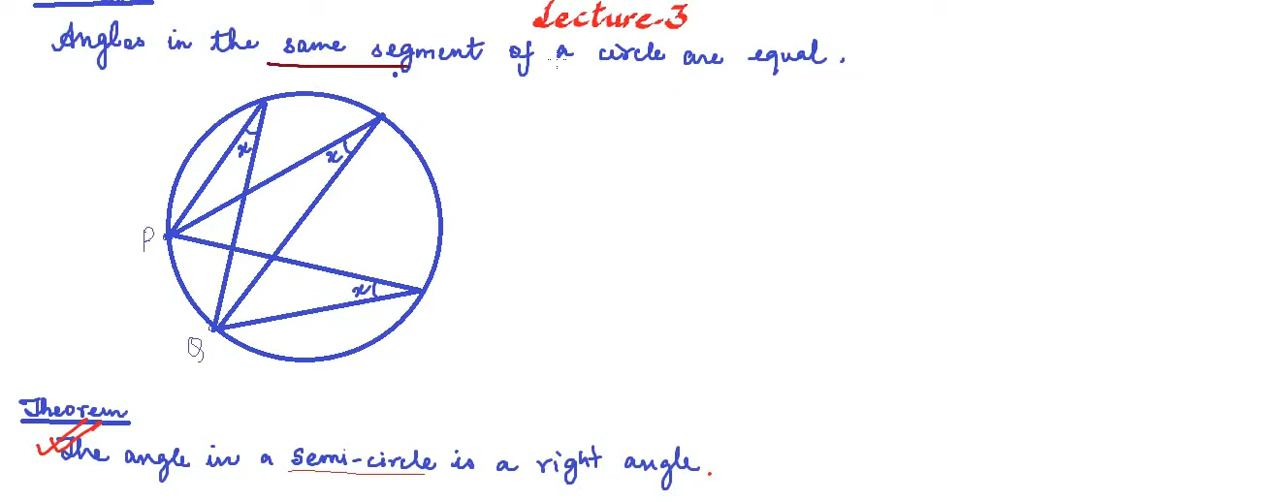 Lecture-3
Angles in the same segment of a circle are equal.
x
x
P
x
Q
Theorem
The angle in a semi-circle is a right angle.